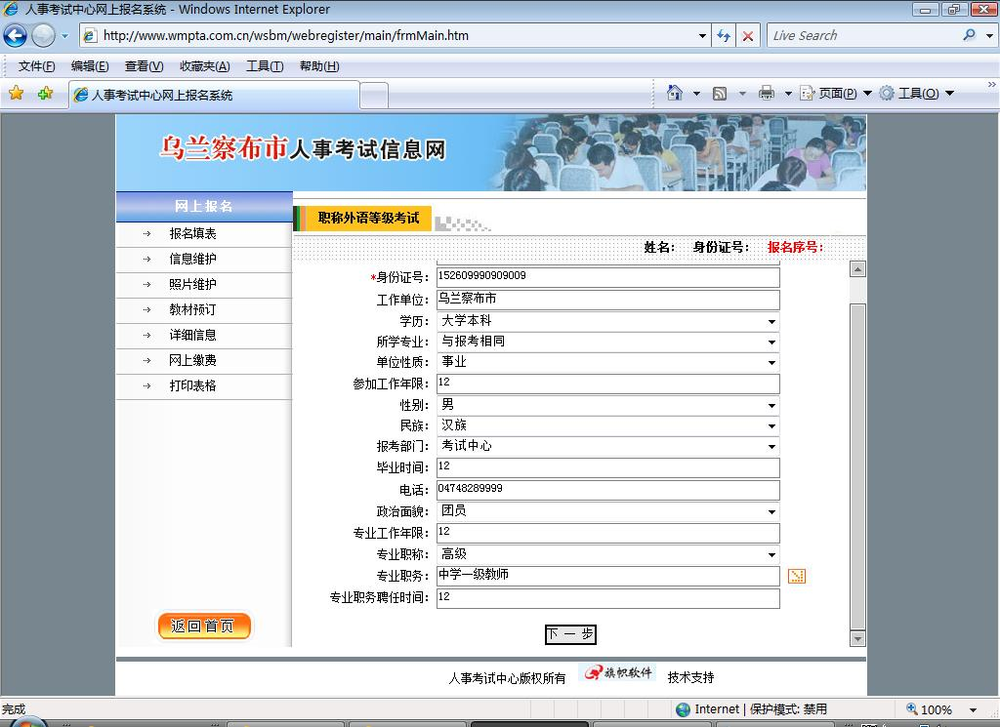 人事考试中心网上报名系统 - Windows Internet Explorer
http://www.wmpta.com.cn/wsbm/webregister/main/frmMain.htm
Live Search
文件(F) 编辑(E) 查看(V) 收藏夹(A) 工具(T) 帮助(H)
人事考试中心网上报名系统
页面(P) 工具(O)
乌兰察布市人事考试信息网
网上报名
报名填表
信息维护
照片维护
教材预订
详细信息
网上缴费
打印表格
返回首页
职称外语等级考试
姓名: 身份证号: 报名序号:
*身份证号: 152609990909009
工作单位: 乌兰察布市
学历: 大学本科
所学专业: 与报考相同
单位性质: 事业
参加工作年限: 12
性别: 男
民族: 汉族
报考部门: 考试中心
毕业时间: 12
电话: 04748289999
政治面貌: 团员
专业工作年限: 12
专业职称: 高级
专业职务: 中学一级教师
专业职务聘任时间: 12
下一步
人事考试中心版权所有 旗帜软件 技术支持
完成
Internet | 保护模式: 禁用
100%